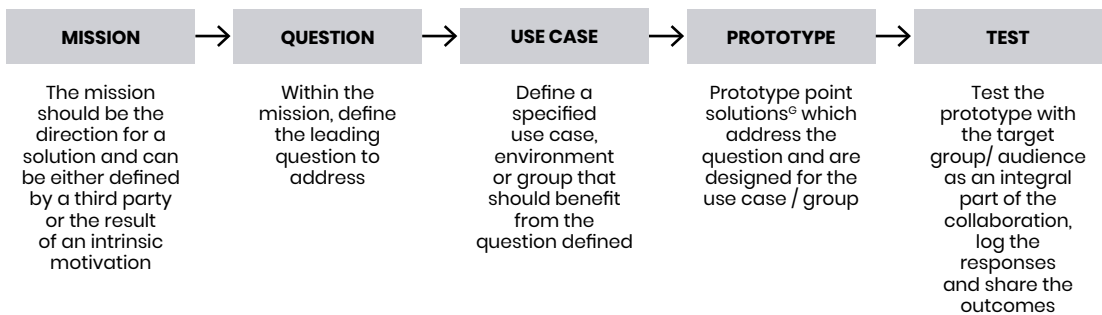 MISSION
The mission
should be the
direction for a
solution and can
be either defined
by a third party
or the result
of an intrinsic
motivation
QUESTION
Within the
mission, define
the leading
question to
address
USE CASE
Define a
specified
use case,
environment
or group that
should benefit
from the
question defined
PROTOTYPE
Prototype point
solutionsᴳ which
address the
question and are
designed for the
use case / group
TEST
Test the
prototype with
the target
group/ audience
as an integral
part of the
collaboration,
log the
responses
and share the
outcomes